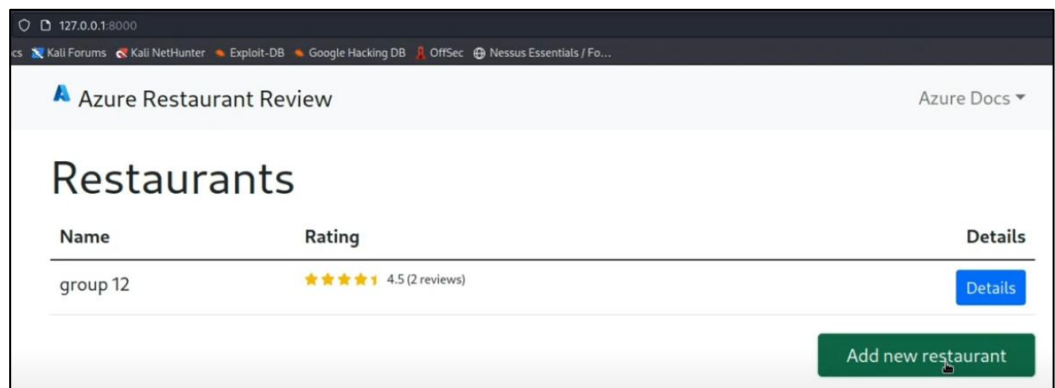 127.0.0.1:8000
cs Kali Forums Kali NetHunter Exploit-DB Google Hacking DB OffSec Nessus Essentials / Fo...
Azure Restaurant Review Azure Docs
Restaurants
Name Rating Details
group 12 4.5 (2 reviews) Details
Add new restaurant